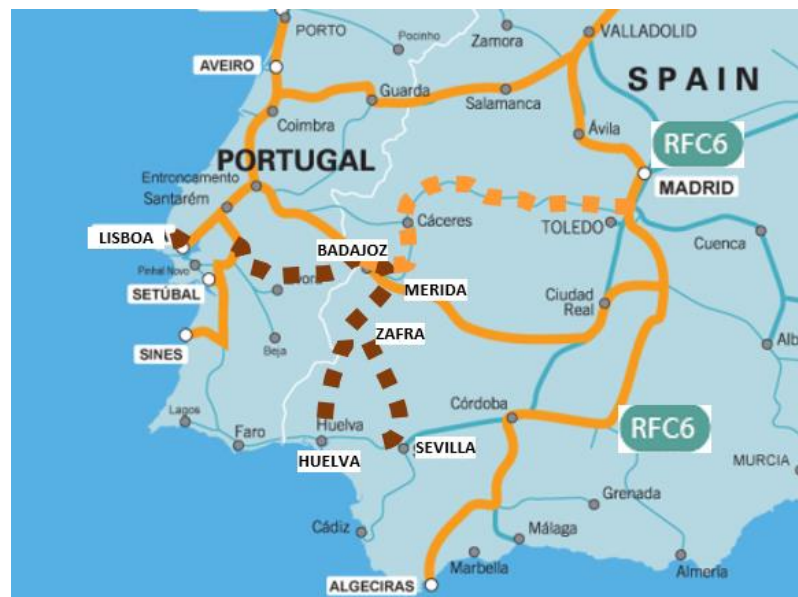 PORTO
Pocinho
Zamora
VALLADOLID
AVEIRO
SPAIN
Guarda
Salamanca
Coimbra
Ávila
RFC6
PORTUGAL
MADRID
Entroncamento
Santarém
Cáceres
TOLEDO
LISBOA
BADAJOZ
Cuenca
Pinhal Novo
MERIDA
SETÚBAL
Ciudad
Real
ZAFRA
SINES
Beja
Alb
Lagos
Córdoba
RFC6
Faro
Huelva
HUELVA
SEVILLA
MURCIA
Grenada
Cádiz
Málaga
Marbella
Almería
ALGECIRAS